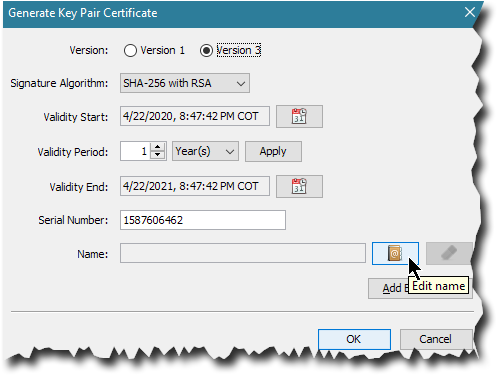 Generate Key Pair Certificate
Version: Version 1 Version 3
Signature Algorithm: SHA-256 with RSA
Validity Start: 4/22/2020, 8:47:42 PM COT 31
Validity Period: 1 Year(s) Apply
Validity End: 4/22/2021, 8:47:42 PM COT 31
Serial Number: 1587606462
Name: @
Add E
Edit name
OK Cancel